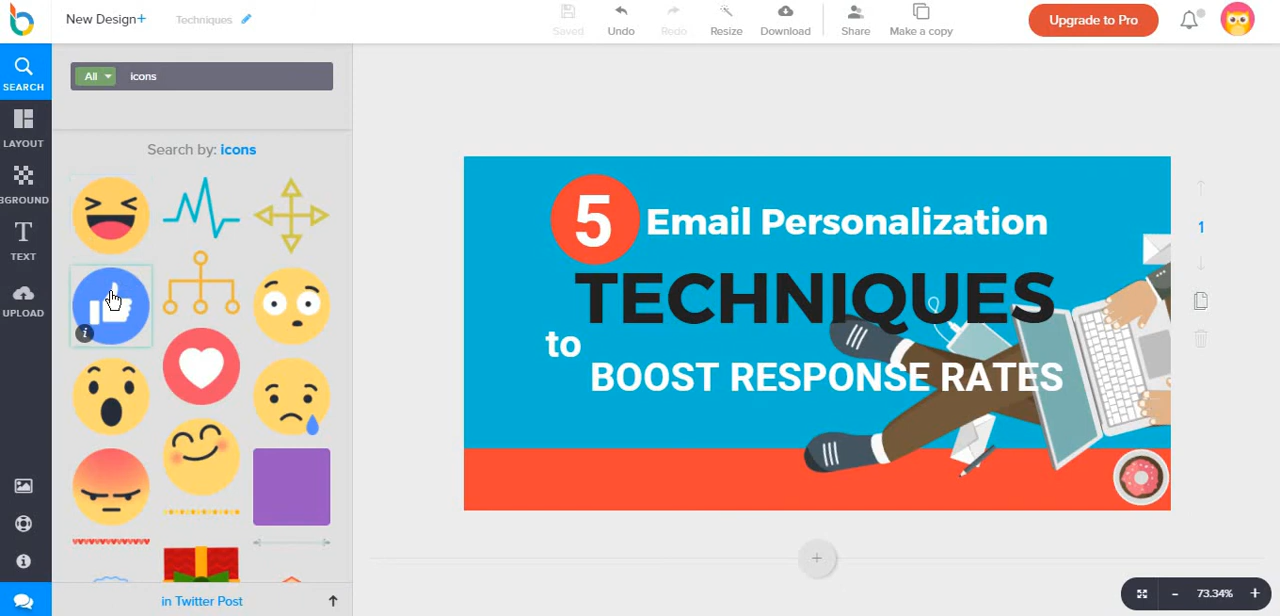 New Design+
Techniques
Saved
Undo
Redo
Resize
Download
Share
Make a copy
Upgrade to Pro
SEARCH
LAYOUT
BGROUND
TEXT
UPLOAD
All
icons
Search by: icons
in Twitter Post
5 Email Personalization
TECHNIQUES
to
BOOST RESPONSE RATES
1
- 73.34% +